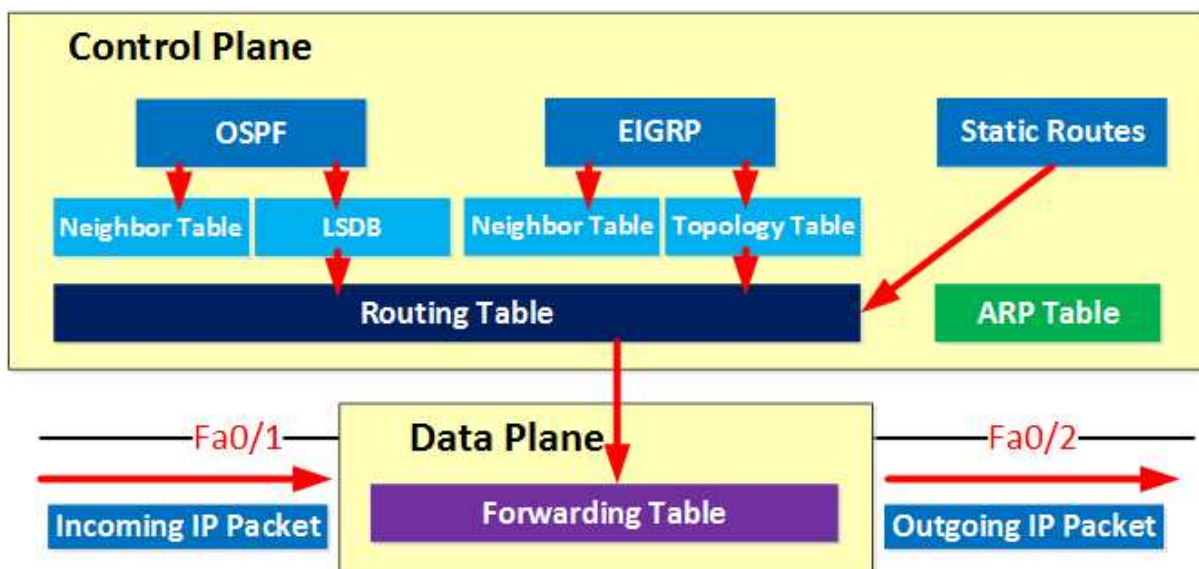 Control Plane
OSPF
EIGRP
Static Routes
Neighbor Table
LSDB
Neighbor Table
Topology Table
Routing Table
ARP Table
Fa0/1
Data Plane
Fa0/2
Incoming IP Packet
Forwarding Table
Outgoing IP Packet